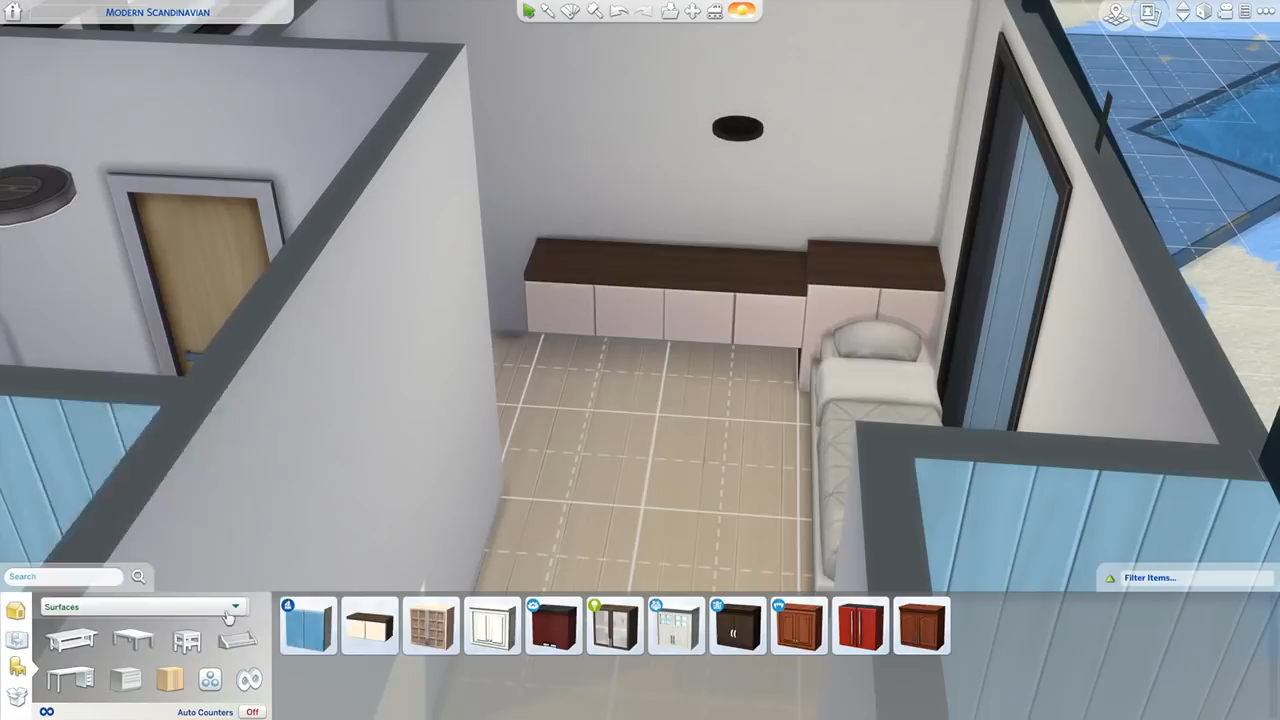 MODERN SCANDINAVIAN
Search
Filter Items...
Surfaces
Auto Counters
Off